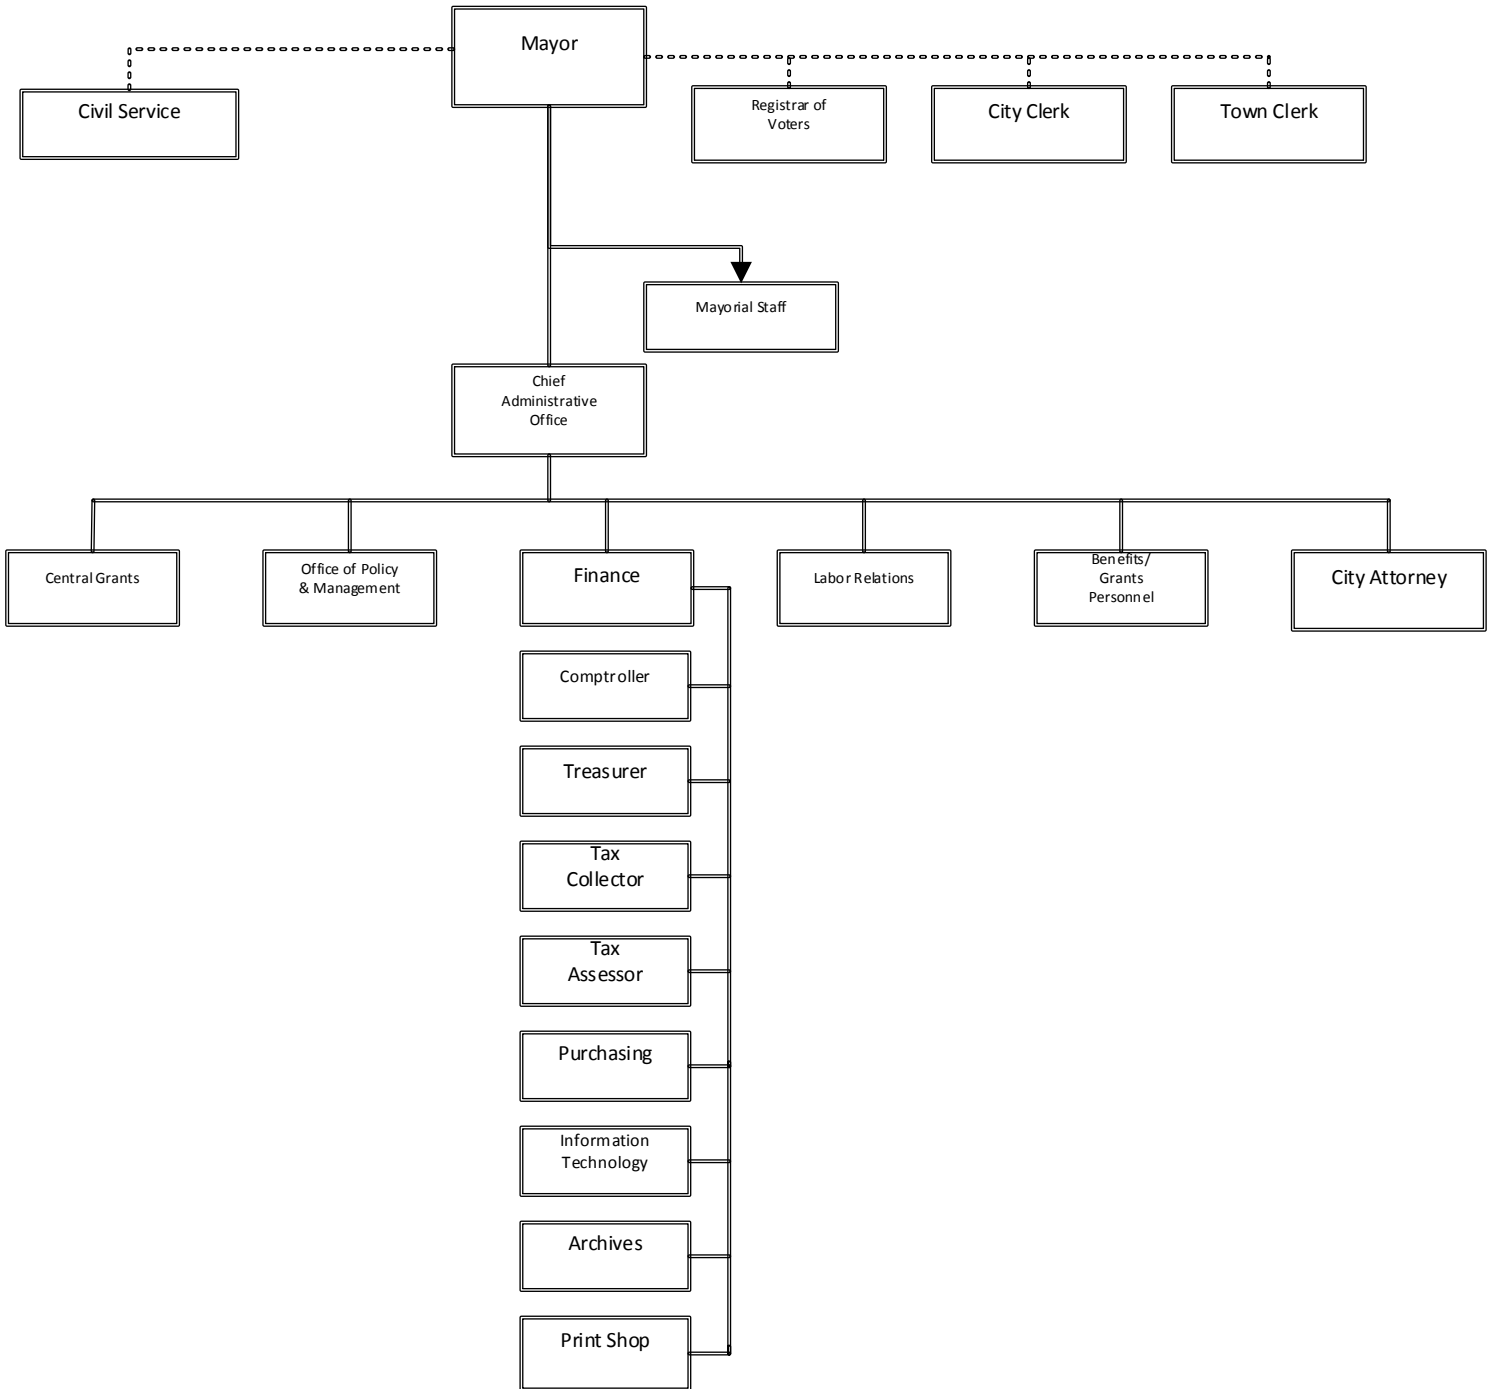 Mayor
Civil Service
Registrar of
Voters
City Clerk
Town Clerk
Mayorial Staff
Chief
Administrative
Office
Central Grants
Office of Policy
& Management
Finance
Labor Relations
Benefits/
Grants
Personnel
City Attorney
Comptroller
Treasurer
Tax
Collector
Tax
Assessor
Purchasing
Information
Technology
Archives
Print Shop